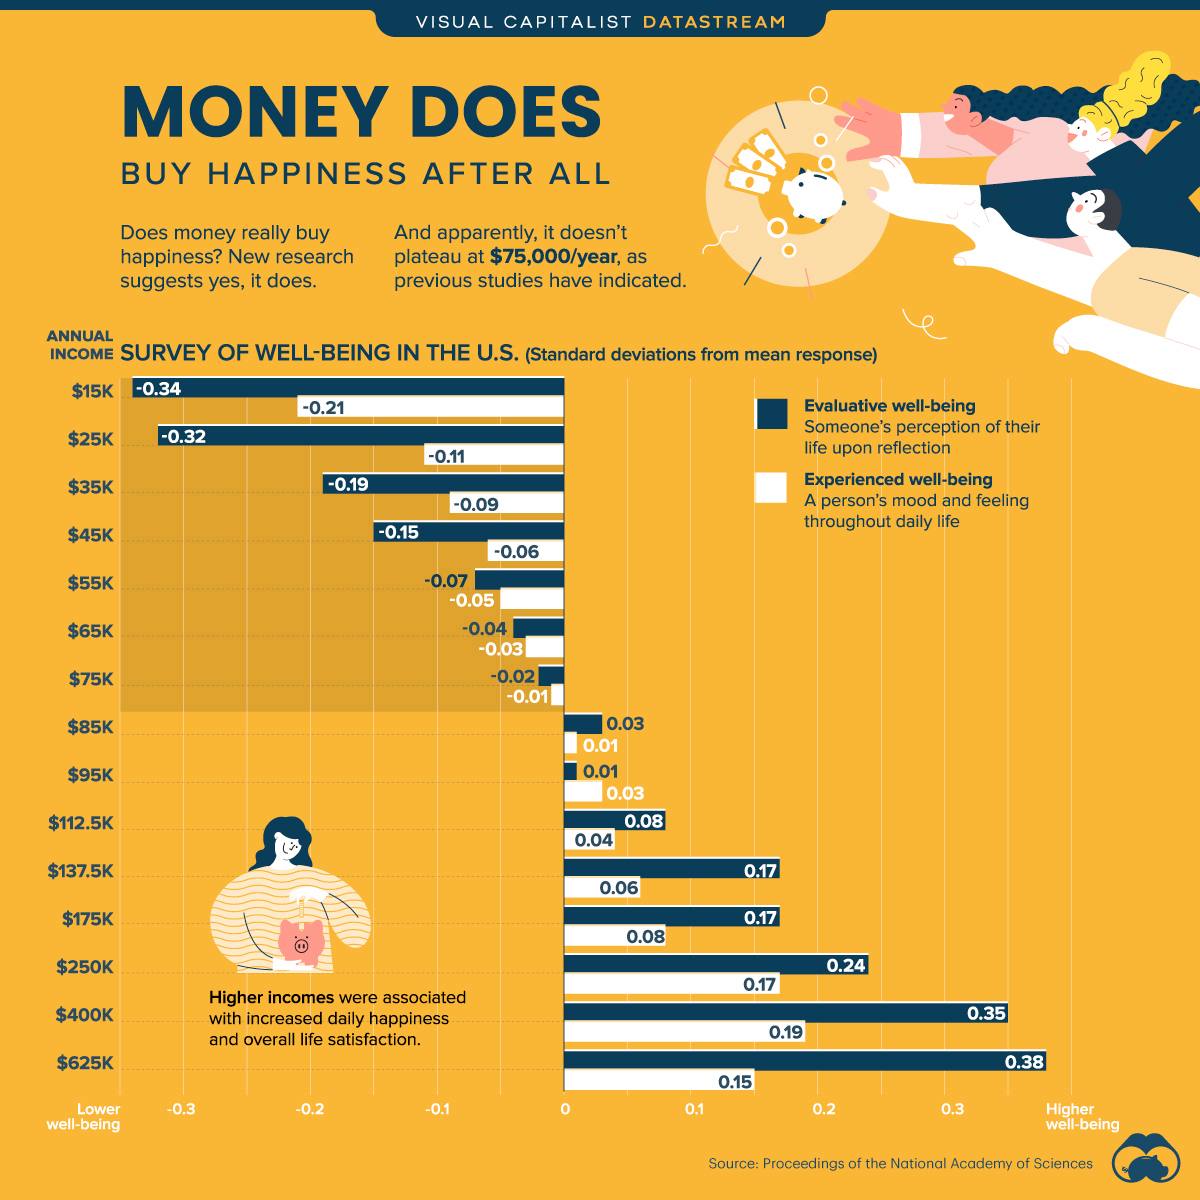 VISUAL CAPITALIST DATASTREAM
MONEY DOES
BUY HAPPINESS AFTER ALL
Does money really buy
happiness? New research
suggests yes, it does.
And apparently, it doesn't
plateau at $75,000/year, as
previous studies have indicated.
ANNUAL
INCOME
SURVEY OF WELL-BEING IN THE U.S. (Standard deviations from mean response)
Evaluative well-being
Someone's perception of their
life upon reflection
Experienced well-being
A person's mood and feeling
throughout daily life
$15K
-0.34
-0.21
$25K
-0.32
-0.11
$35K
-0.19
-0.09
$45K
-0.15
-0.06
$55K
-0.07
-0.05
$65K
-0.04
-0.03
$75K
-0.02
-0.01
$85K
0.03
0.01
$95K
0.01
0.03
$112.5K
0.08
0.04
$137.5K
0.17
0.06
$175K
0.17
0.08
$250K
0.24
0.17
$400K
0.35
0.19
$625K
0.38
0.15
Higher incomes were associated
with increased daily happiness
and overall life satisfaction.
Lower
well-being
-0.3
-0.2
-0.1
0
0.1
0.2
0.3
Higher
well-being
Source: Proceedings of the National Academy of Sciences